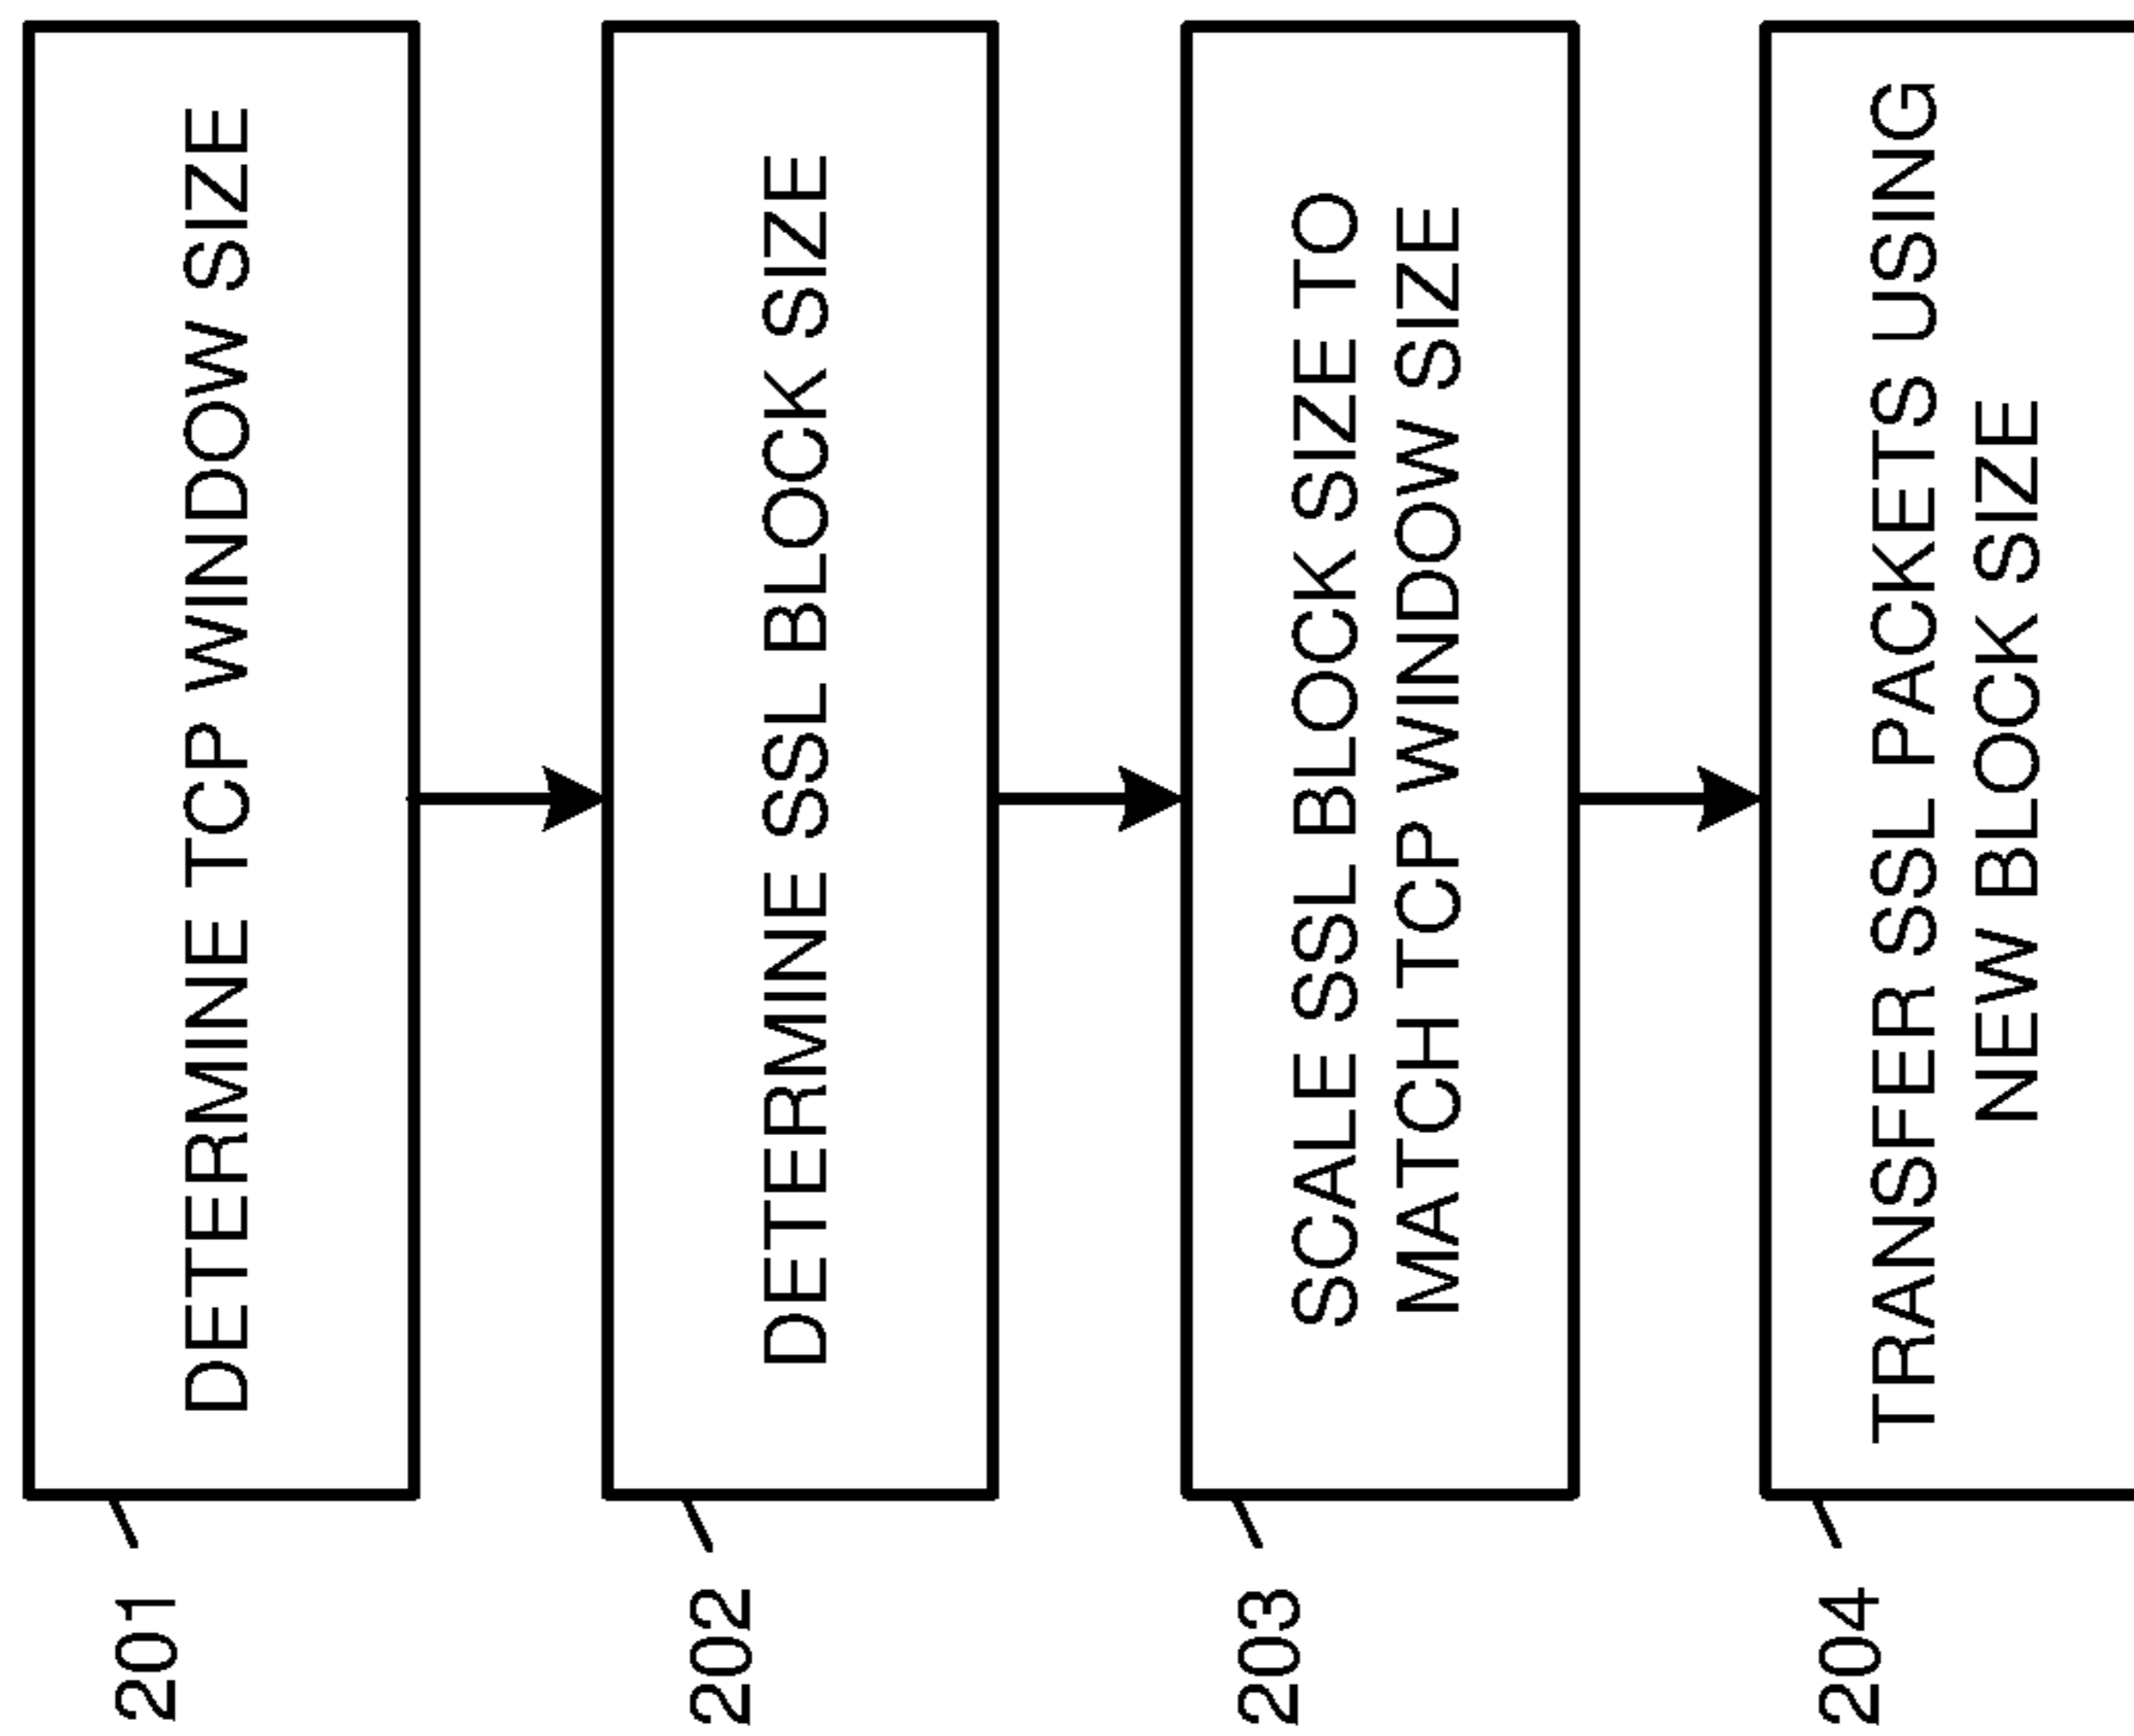 201
DETERMINE TCP WINDOW SIZE
202
DETERMINE SSL BLOCK SIZE
203
SCALE SSL BLOCK SIZE TO
MATCH TCP WINDOW SIZE
204
TRANSFER SSL PACKETS USING
NEW BLOCK SIZE